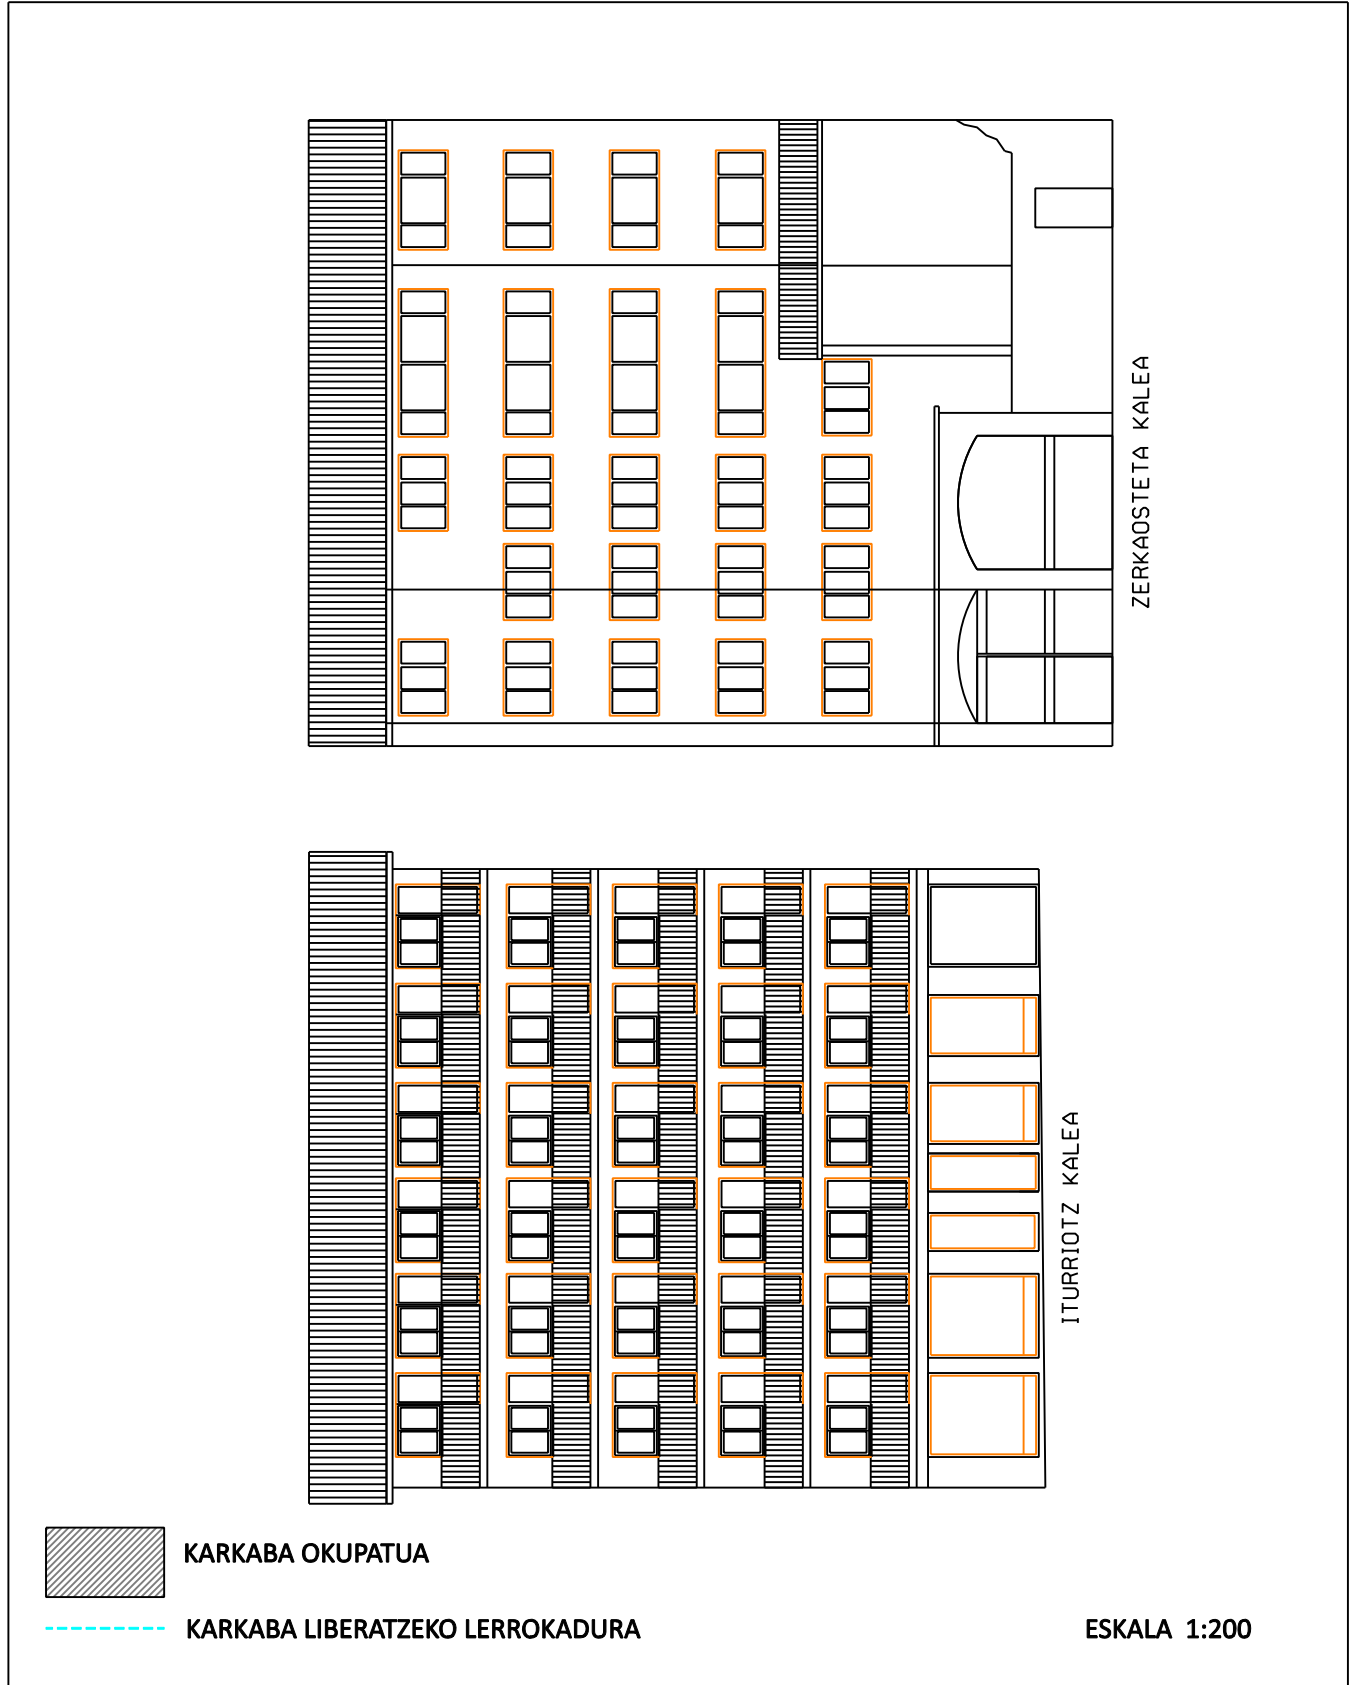 ZERKAOSTETA KALEA
ITURRIOTZ KALEA
KARKABA OKUPATUA
KARKABA LIBERATZEKO LERROKADURA
ESKALA 1:200